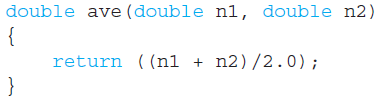 double ave(double n1, double n2)
{
    return ((n1 + n2)/2.0);
}